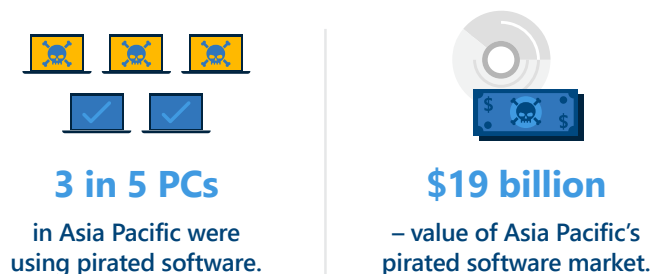 3 in 5 PCs
in Asia Pacific were
using pirated software.
$ $
$19 billion
– value of Asia Pacific's
pirated software market.